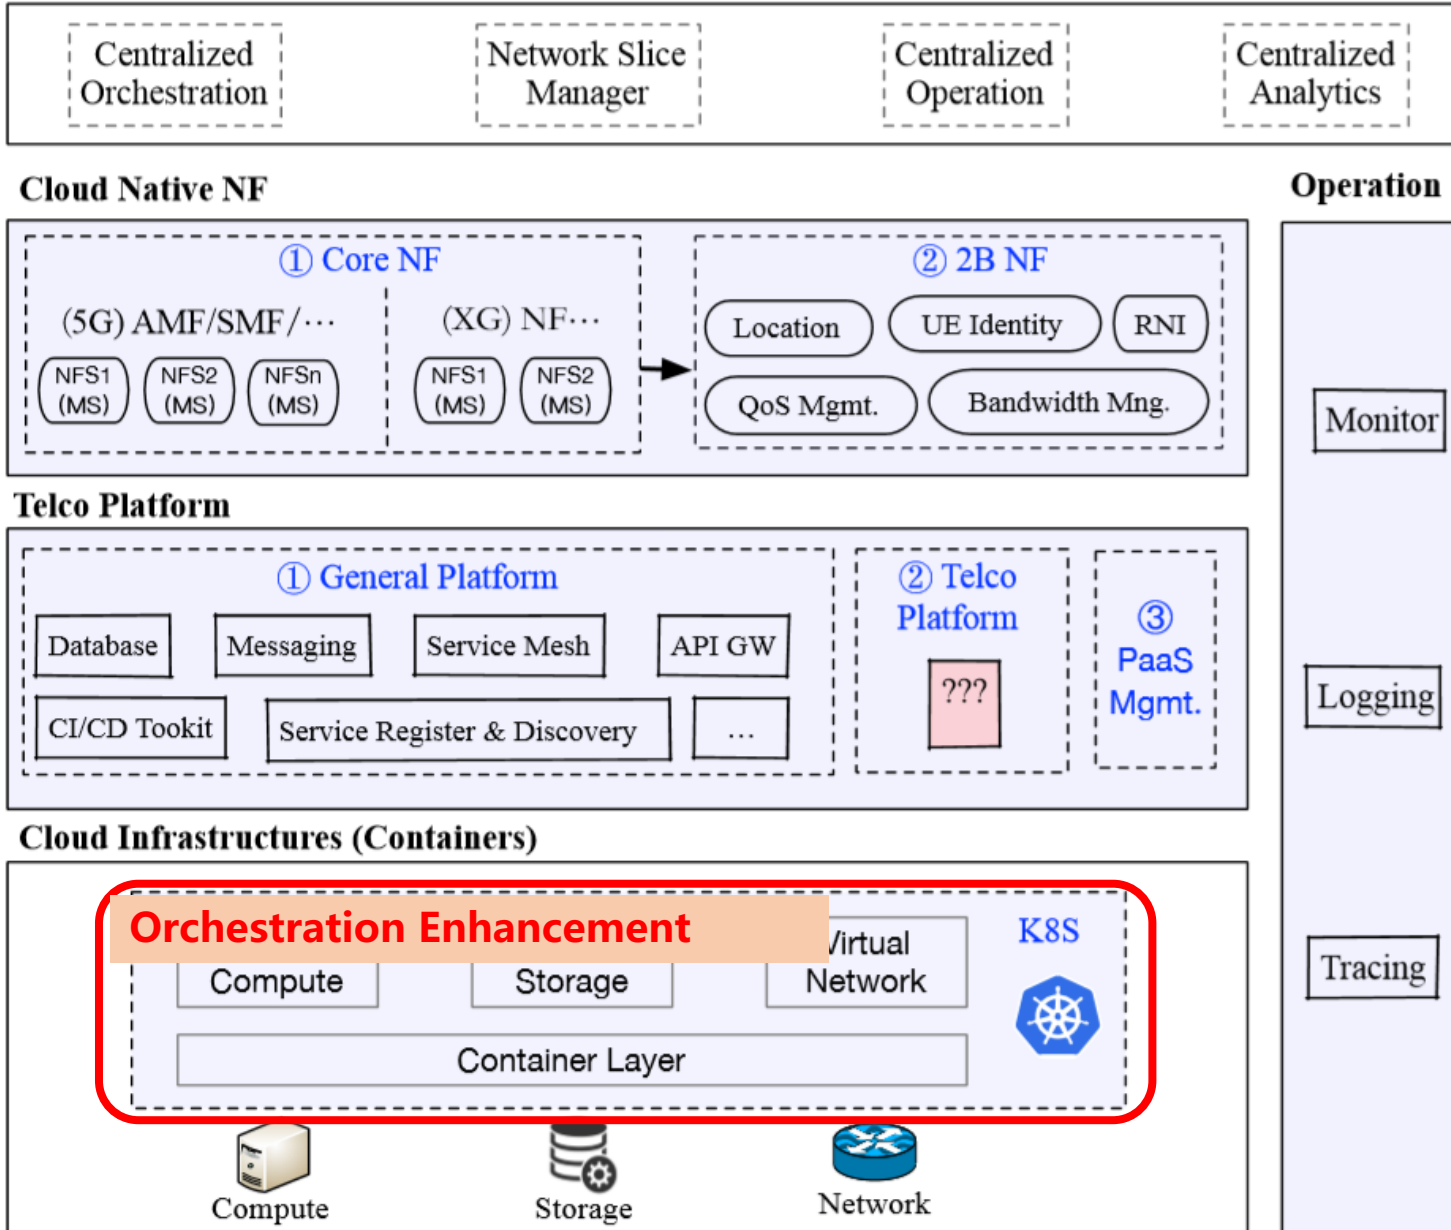 Centralized
Orchestration
Network Slice
Manager
Centralized
Operation
Centralized
Analytics
Cloud Native NF
Operation
① Core NF
(5G) AMF/SMF/…
(XG) NF…
NFS1
(MS)
NFS2
(MS)
NFSn
(MS)
NFS1
(MS)
NFS2
(MS)
② 2B NF
Location
UE Identity
RNI
QoS Mgmt.
Bandwidth Mng.
Monitor
Telco Platform
① General Platform
Database
Messaging
Service Mesh
API GW
CI/CD Tookit
Service Register & Discovery
…
② Telco
Platform
???
③
PaaS
Mgmt.
Logging
Cloud Infrastructures (Containers)
Orchestration Enhancement
Compute
Storage
Virtual
Network
K8S
Container Layer
Tracing
Compute
Storage
Network